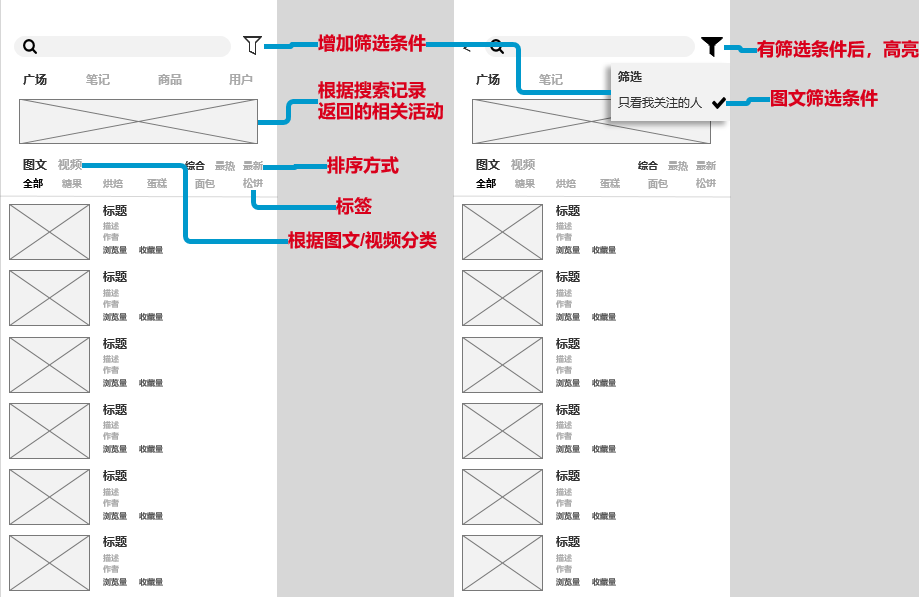 增加筛选条件
有筛选条件后，高亮
广场 笔记 商品 用户
根据搜索记录
返回的相关活动
图文 视频 综合 最热 最新
排序方式
全部 糖果 烘焙 蛋糕 面包 松饼
标签
根据图文/视频分类
标题
描述
作者
浏览量 收藏量
标题
描述
作者
浏览量 收藏量
标题
描述
作者
浏览量 收藏量
标题
描述
作者
浏览量 收藏量
标题
描述
作者
浏览量 收藏量
标题
描述
作者
浏览量 收藏量
<
广场 笔记
筛选
只看我关注的人
图文筛选条件
图文 视频 综合 最热 最新
全部 糖果 烘焙 蛋糕 面包 松饼
标题
描述
作者
浏览量 收藏量
标题
描述
作者
浏览量 收藏量
标题
描述
作者
浏览量 收藏量
标题
描述
作者
浏览量 收藏量
标题
描述
作者
浏览量 收藏量
标题
描述
作者
浏览量 收藏量